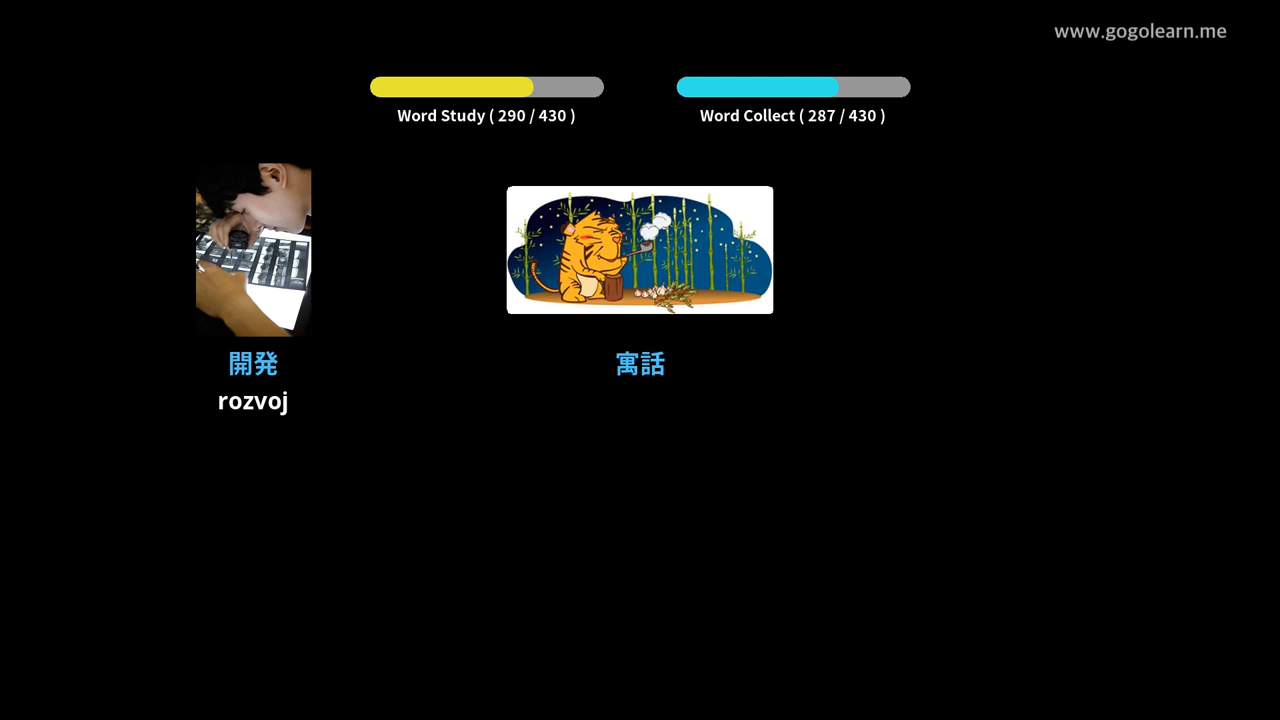 www.gogolearn.me
Word Study ( 290 / 430 )
Word Collect ( 287 / 430 )
開発
rozvoj
寓話